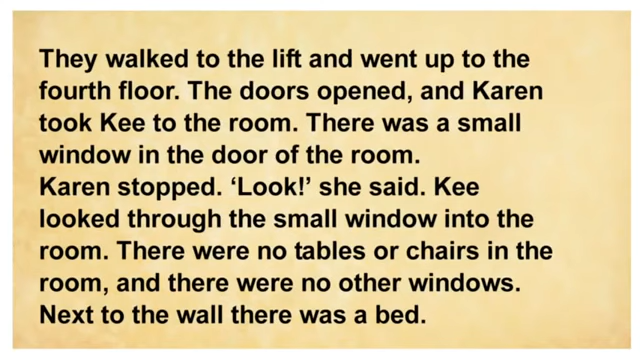 They walked to the lift and went up to the
fourth floor. The doors opened, and Karen
took Kee to the room. There was a small
window in the door of the room.
Karen stopped. ‘Look!’ she said. Kee
looked through the small window into the
room. There were no tables or chairs in the
room, and there were no other windows.
Next to the wall there was a bed.